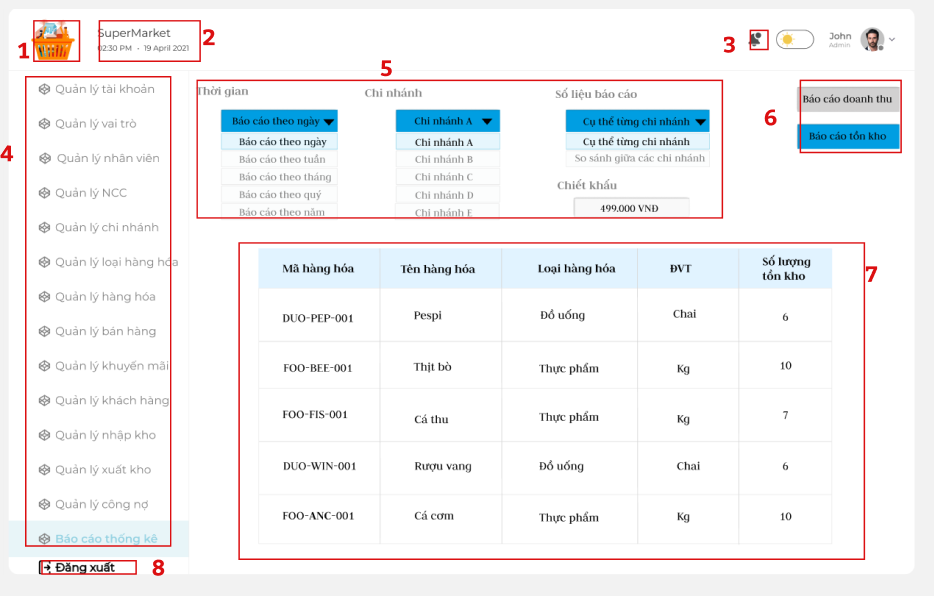 1
SuperMarket
02:30 PM - 19 April 2021
2
3
John
Admin
4
Quản lý tài khoản
Quản lý vai trò
Quản lý nhân viên
Quản lý NCC
Quản lý chi nhánh
Quản lý loại hàng hóa
Quản lý hàng hóa
Quản lý bán hàng
Quản lý khuyến mãi
Quản lý khách hàng
Quản lý nhập kho
Quản lý xuất kho
Quản lý công nợ
Báo cáo thống kê
Đăng xuất
8
5
Thời gian
Báo cáo theo ngày
Báo cáo theo ngày
Báo cáo theo tuần
Báo cáo theo tháng
Báo cáo theo quý
Báo cáo theo năm
Chi nhánh
Chi nhánh A
Chi nhánh A
Chi nhánh B
Chi nhánh C
Chi nhánh D
Chi nhánh E
Số liệu báo cáo
Cụ thể từng chi nhánh
Cụ thể từng chi nhánh
So sánh giữa các chi nhánh
Chiết khấu
499.000 VNĐ
6
Báo cáo doanh thu
Báo cáo tồn kho
7
Mã hàng hóa Tên hàng hóa Loại hàng hóa ĐVT Số lượng
tồn kho
DUO-PEP-001 Pespi Đồ uống Chai 6
FOO-BEE-001 Thịt bò Thực phẩm Kg 10
FOO-FIS-001 Cá thu Thực phẩm Kg 7
DUO-WIN-001 Rượu vang Đồ uống Chai 6
FOO-ANC-001 Cá cơm Thực phẩm Kg 10